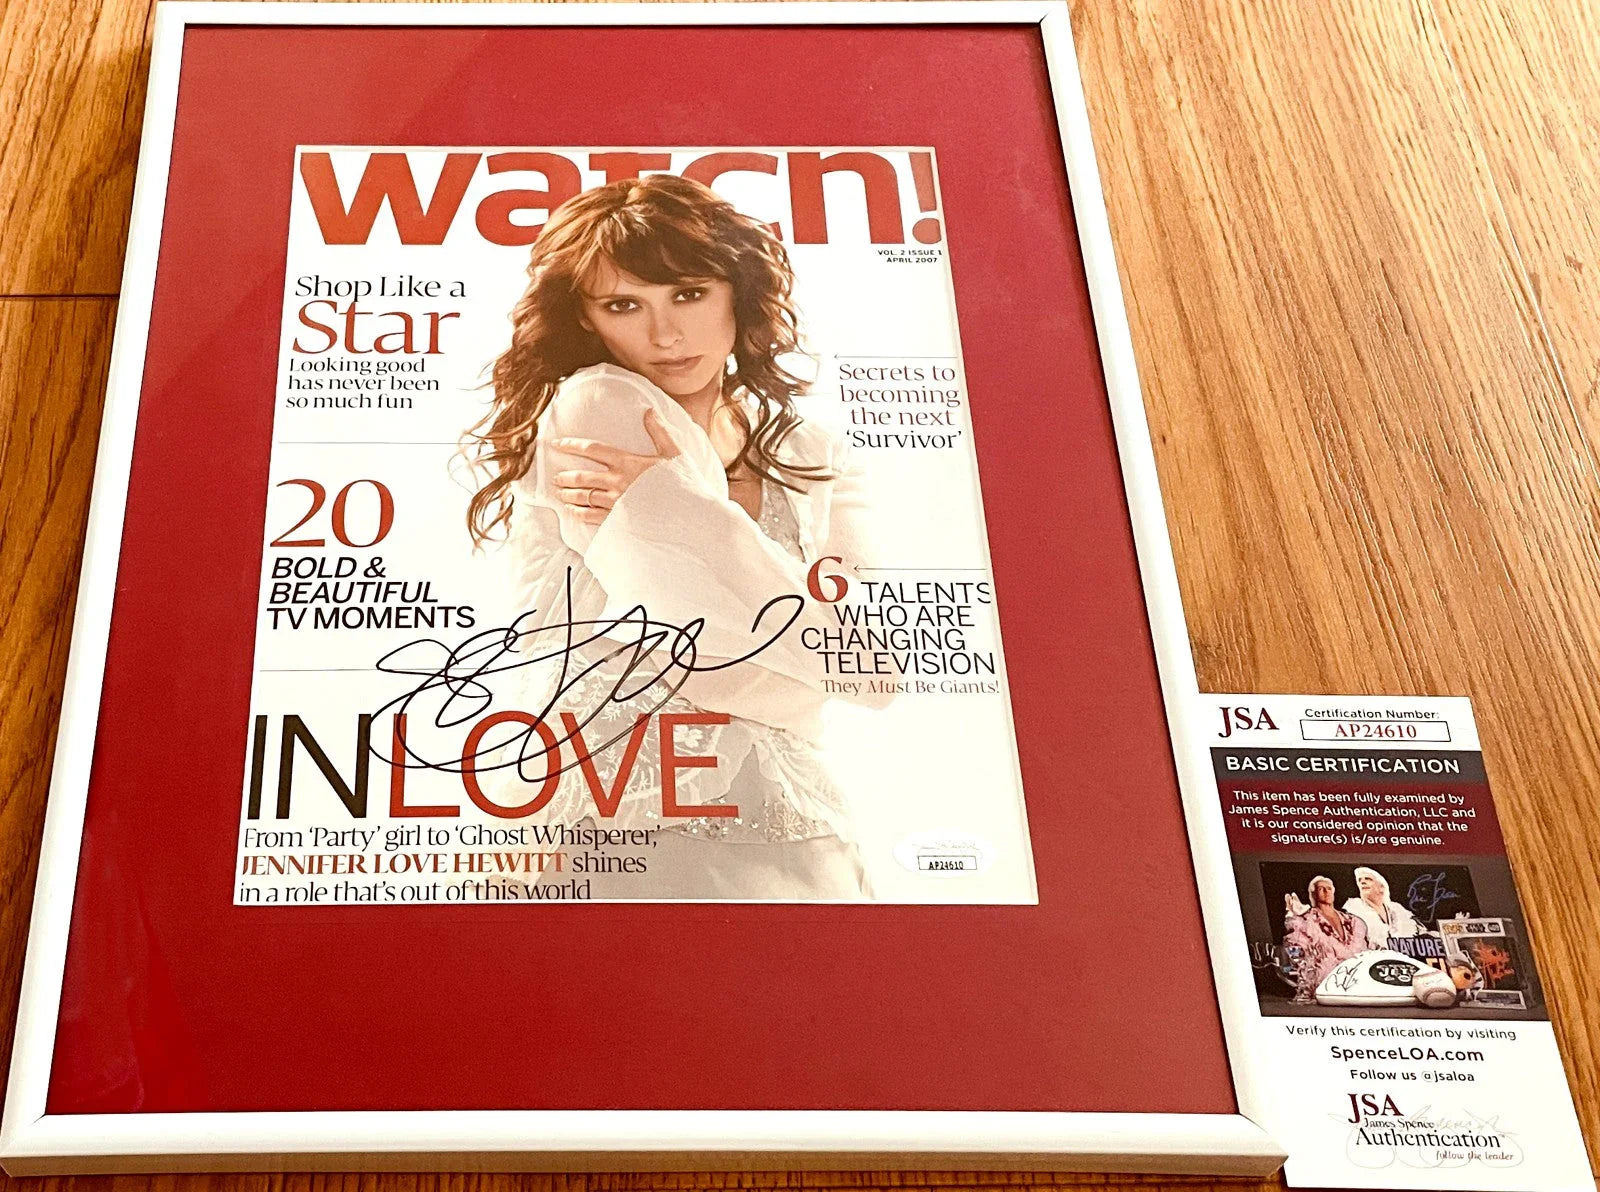 watch!
VOL. 2 ISSUE 1
APRIL 2007
Shop Like a
Star
Looking good
has never been
so much fun
Secrets to
becoming
the next
‘Survivor’
20
BOLD &
BEAUTIFUL
TV MOMENTS
6 TALENTS
WHO ARE
CHANGING
TELEVISION
They Must Be Giants!
IN LOVE
From ‘Party’ girl to ‘Ghost Whisperer,’
JENNIFER LOVE HEWITT shines
in a role that’s out of this world
AP24610
JSA
Certification Number:
AP24610
BASIC CERTIFICATION
This item has been fully examined by
James Spence Authentication, LLC and
it is our considered opinion that the
signature(s) is/are genuine.
NATURE
JETS
Verify this certification by visiting
SpenceLOA.com
Follow us @jsaloa
JSA
James Spence
Authentication
follow the leader